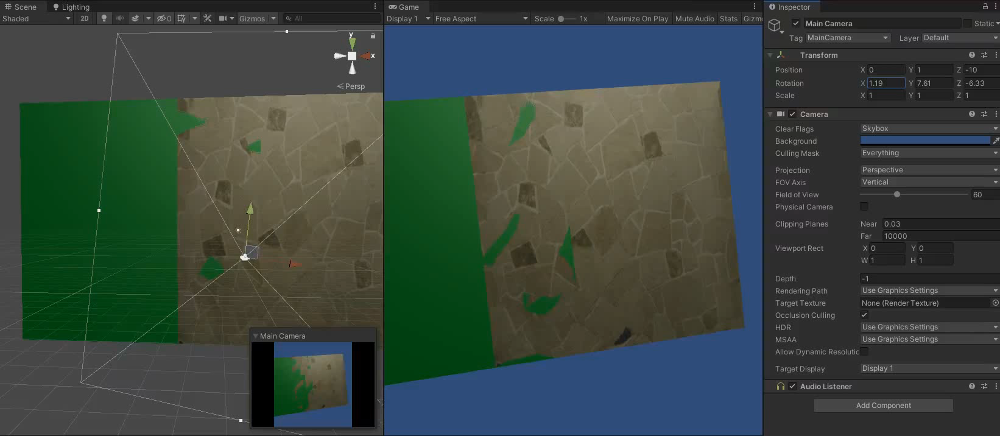 Scene Lighting
Shaded 2D 0 Gizmos All
y
x
Persp
Main Camera
Game
Display 1 Free Aspect Scale 1x Maximize On Play Mute Audio Stats Gizm
Inspector
Main Camera Static
Tag MainCamera Layer Default
Transform
Position X 0 Y 1 Z -10
Rotation X 1.19 Y 7.61 Z -6.33
Scale X 1 Y 1 Z 1
Camera
Clear Flags Skybox
Background
Culling Mask Everything
Projection Perspective
FOV Axis Vertical
Field of View 60
Physical Camera
Clipping Planes Near 0.03
Far 10000
Viewport Rect X 0 Y 0
W 1 H 1
Depth -1
Rendering Path Use Graphics Settings
Target Texture None (Render Texture)
Occlusion Culling
HDR Use Graphics Settings
MSAA Use Graphics Settings
Allow Dynamic Resolutic
Target Display Display 1
Audio Listener
Add Component